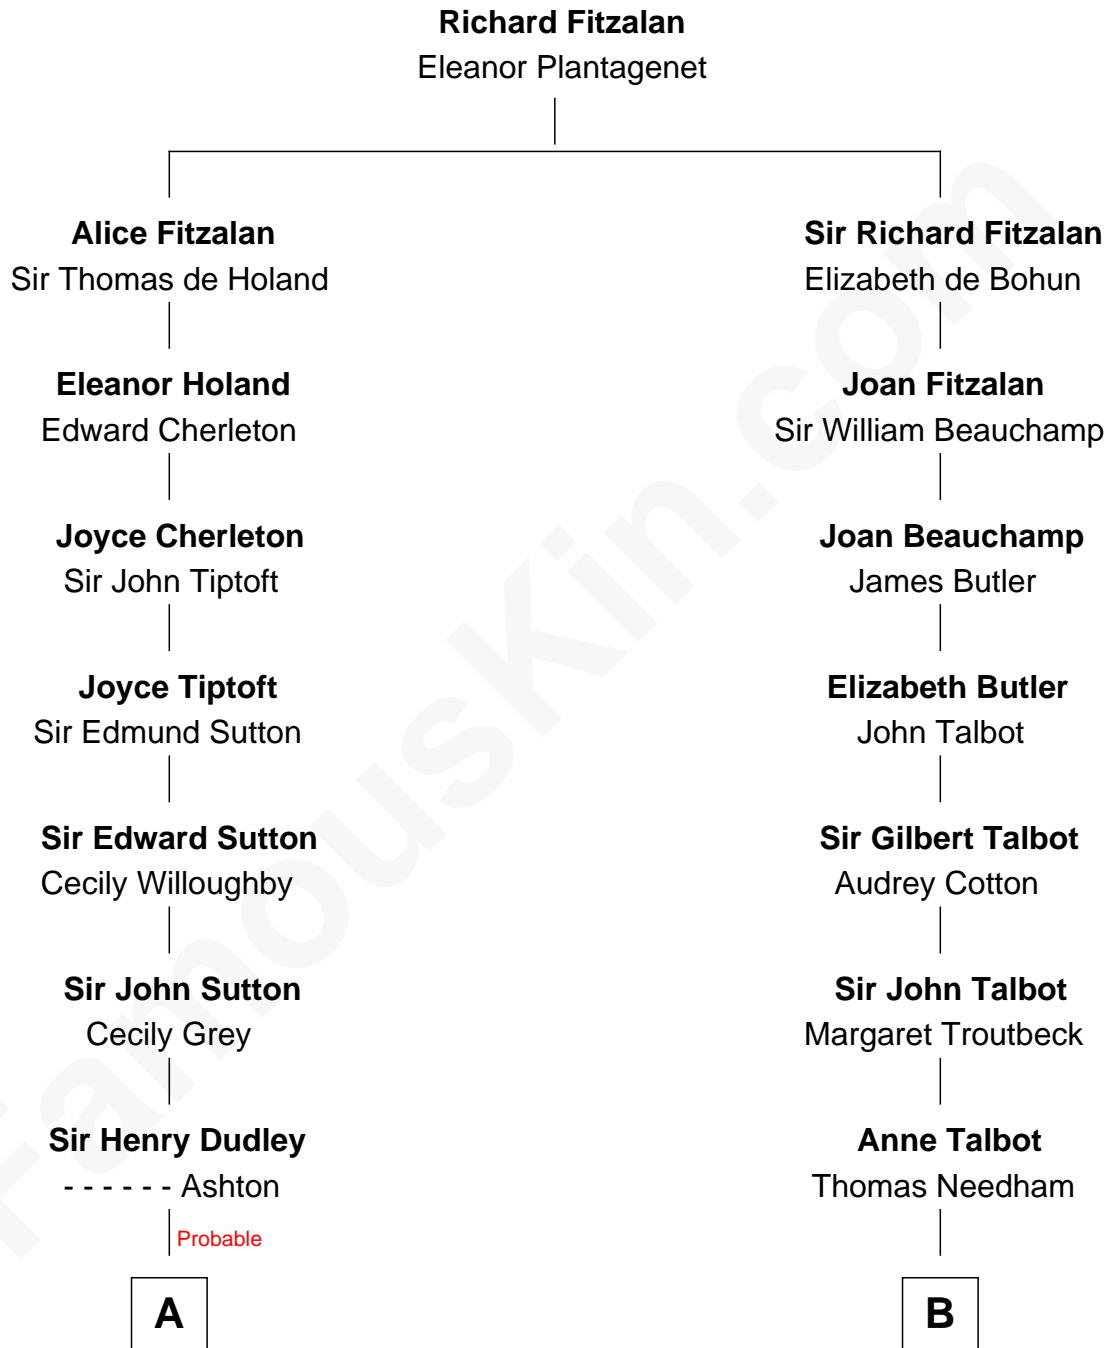 Richard Fitzalan
Eleanor Plantagenet
Alice Fitzalan
Sir Thomas de Holand
Sir Richard Fitzalan
Elizabeth de Bohun
Eleanor Holand
Edward Cherleton
Joan Fitzalan
Sir William Beauchamp
Joyce Cherleton
Sir John Tiptoft
Joan Beauchamp
James Butler
Joyce Tiptoft
Sir Edmund Sutton
Elizabeth Butler
John Talbot
Sir Edward Sutton
Cecily Willoughby
Sir Gilbert Talbot
Audrey Cotton
Sir John Sutton
Cecily Grey
Sir John Talbot
Margaret Troutbeck
Sir Henry Dudley
- - - - - - Ashton
Anne Talbot
Thomas Needham
Probable
A
B
FamousKin.com